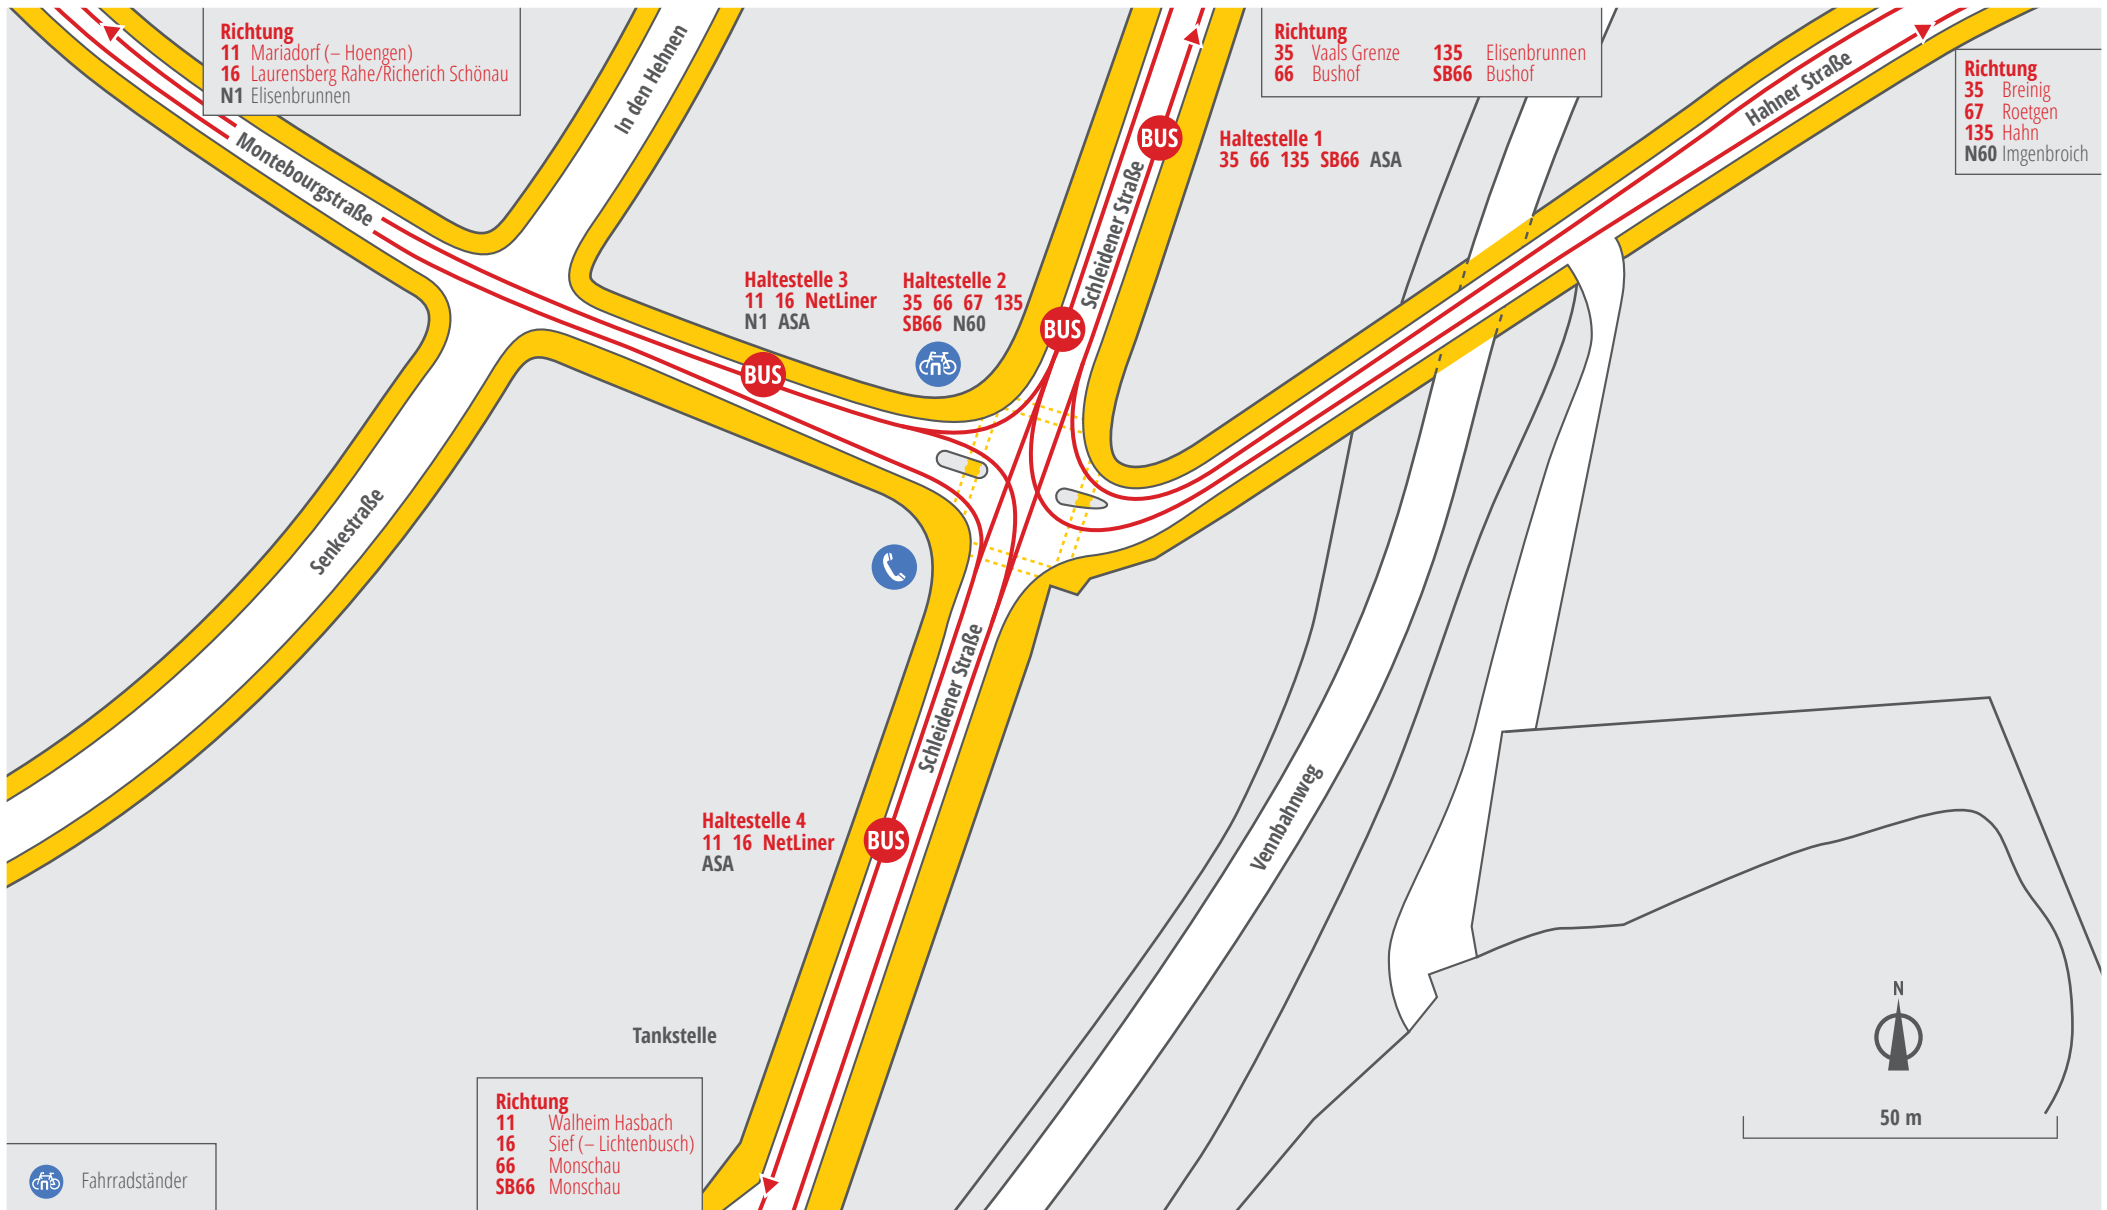 Richtung
11 Mariadorf (– Hoengen)
16 Laurensberg Rahe/Richerich Schönau
N1 Elisenbrunnen
In den Hehnen
Richtung
35 Vaals Grenze 135 Elisenbrunnen
66 Bushof SB66 Bushof
Hahner Straße
Richtung
35 Breinig
67 Roetgen
135 Hahn
N60 Imgenbroich
Montebourgstraße
BUS
Haltestelle 1
35 66 135 SB66 ASA
Schleidener Straße
Haltestelle 3
11 16 NetLiner
N1 ASA
Haltestelle 2
35 66 67 135
SB66 N60
BUS
BUS
Senkestraße
Schleidener Straße
Vennbahnweg
Haltestelle 4
11 16 NetLiner
ASA
BUS
Tankstelle
N
50 m
Richtung
11 Walheim Hasbach
16 Sief (– Lichtenbusch)
66 Monschau
SB66 Monschau
Fahrradständer